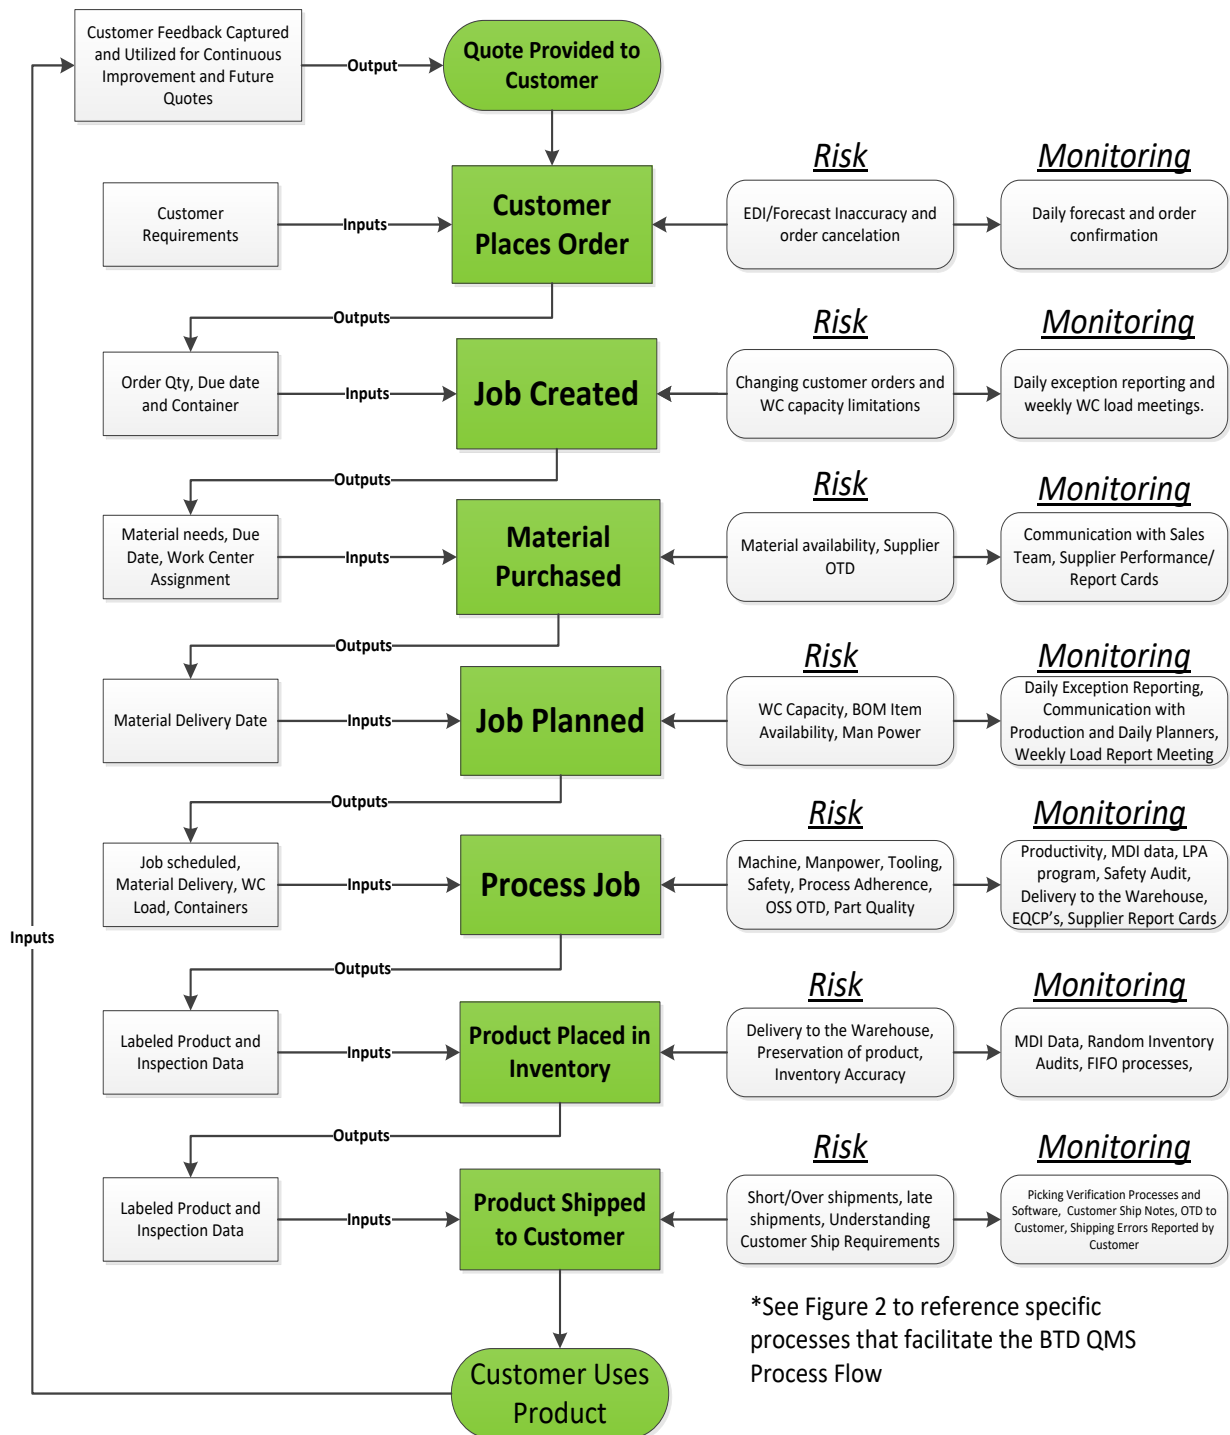 Customer Feedback Captured
and Utilized for Continuous
Improvement and Future
Quotes
Output
Quote Provided to
Customer
Risk
Monitoring
Customer
Requirements
Inputs
Customer
Places Order
EDI/Forecast Inaccuracy and
order cancelation
Daily forecast and order
confirmation
Outputs
Risk
Monitoring
Order Qty, Due date
and Container
Inputs
Job Created
Changing customer orders and
WC capacity limitations
Daily exception reporting and
weekly WC load meetings.
Outputs
Risk
Monitoring
Material needs, Due
Date, Work Center
Assignment
Inputs
Material
Purchased
Material availability, Supplier
OTD
Communication with Sales
Team, Supplier Performance/
Report Cards
Outputs
Risk
Monitoring
Material Delivery Date
Inputs
Job Planned
WC Capacity, BOM Item
Availability, Man Power
Daily Exception Reporting,
Communication with
Production and Daily Planners,
Weekly Load Report Meeting
Outputs
Risk
Monitoring
Job scheduled,
Material Delivery, WC
Load, Containers
Inputs
Process Job
Machine, Manpower, Tooling,
Safety, Process Adherence,
OSS OTD, Part Quality
Productivity, MDI data, LPA
program, Safety Audit,
Delivery to the Warehouse,
EQCP's, Supplier Report Cards
Inputs
Outputs
Risk
Monitoring
Labeled Product and
Inspection Data
Inputs
Product Placed in
Inventory
Delivery to the Warehouse,
Preservation of product,
Inventory Accuracy
MDI Data, Random Inventory
Audits, FIFO processes,
Outputs
Risk
Monitoring
Labeled Product and
Inspection Data
Inputs
Product Shipped
to Customer
Short/Over shipments, late
shipments, Understanding
Customer Ship Requirements
Picking Verification Processes and
Software, Customer Ship Notes, OTD to
Customer, Shipping Errors Reported by
Customer
*See Figure 2 to reference specific
processes that facilitate the BTD QMS
Process Flow
Customer Uses
Product